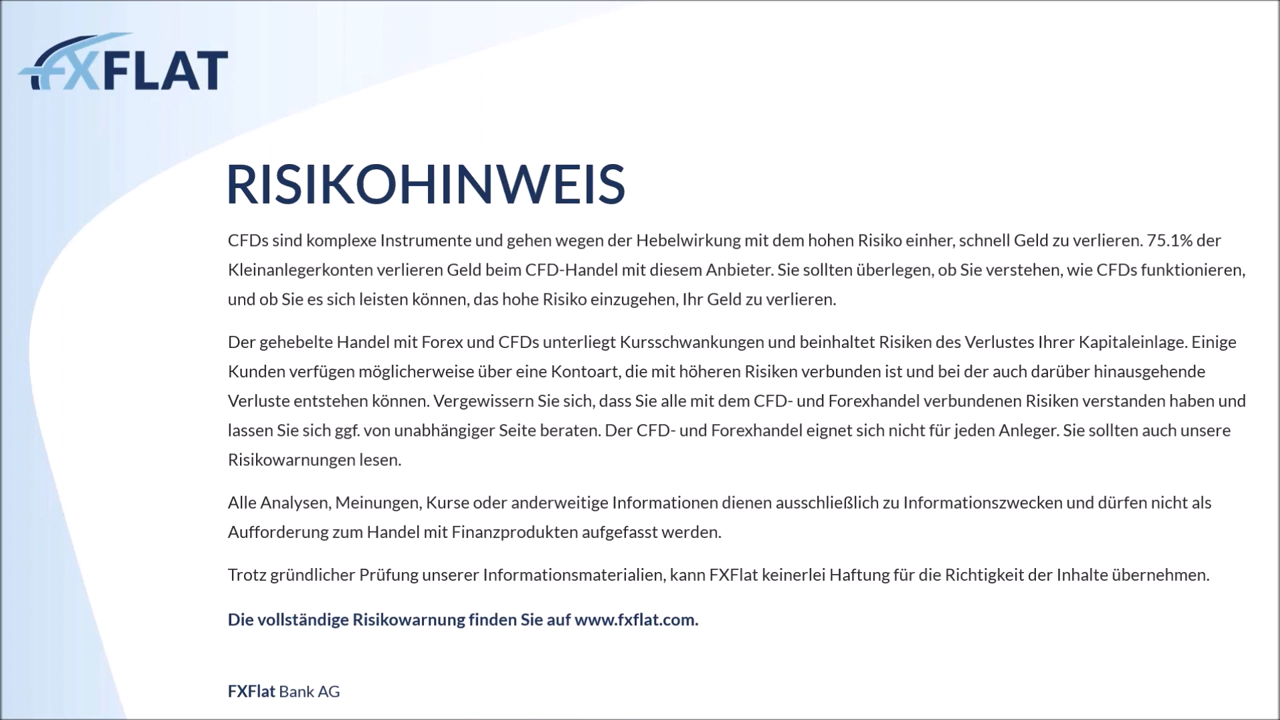 FXFLAT
RISIKOHINWEIS
CFDs sind komplexe Instrumente und gehen wegen der Hebelwirkung mit dem hohen Risiko einher, schnell Geld zu verlieren. 75.1% der
Kleinanlegerkonten verlieren Geld beim CFD-Handel mit diesem Anbieter. Sie sollten überlegen, ob Sie verstehen, wie CFDs funktionieren,
und ob Sie es sich leisten können, das hohe Risiko einzugehen, Ihr Geld zu verlieren.
Der gehebelte Handel mit Forex und CFDs unterliegt Kursschwankungen und beinhaltet Risiken des Verlustes Ihrer Kapitaleinlage. Einige
Kunden verfügen möglicherweise über eine Kontoart, die mit höheren Risiken verbunden ist und bei der auch darüber hinausgehende
Verluste entstehen können. Vergewissern Sie sich, dass Sie alle mit dem CFD- und Forexhandel verbundenen Risiken verstanden haben und
lassen Sie sich ggf. von unabhängiger Seite beraten. Der CFD- und Forexhandel eignet sich nicht für jeden Anleger. Sie sollten auch unsere
Risikowarnungen lesen.
Alle Analysen, Meinungen, Kurse oder anderweitige Informationen dienen ausschließlich zu Informationszwecken und dürfen nicht als
Aufforderung zum Handel mit Finanzprodukten aufgefasst werden.
Trotz gründlicher Prüfung unserer Informationsmaterialien, kann FXFlat keinerlei Haftung für die Richtigkeit der Inhalte übernehmen.
Die vollständige Risikowarnung finden Sie auf www.fxflat.com.
FXFlat Bank AG